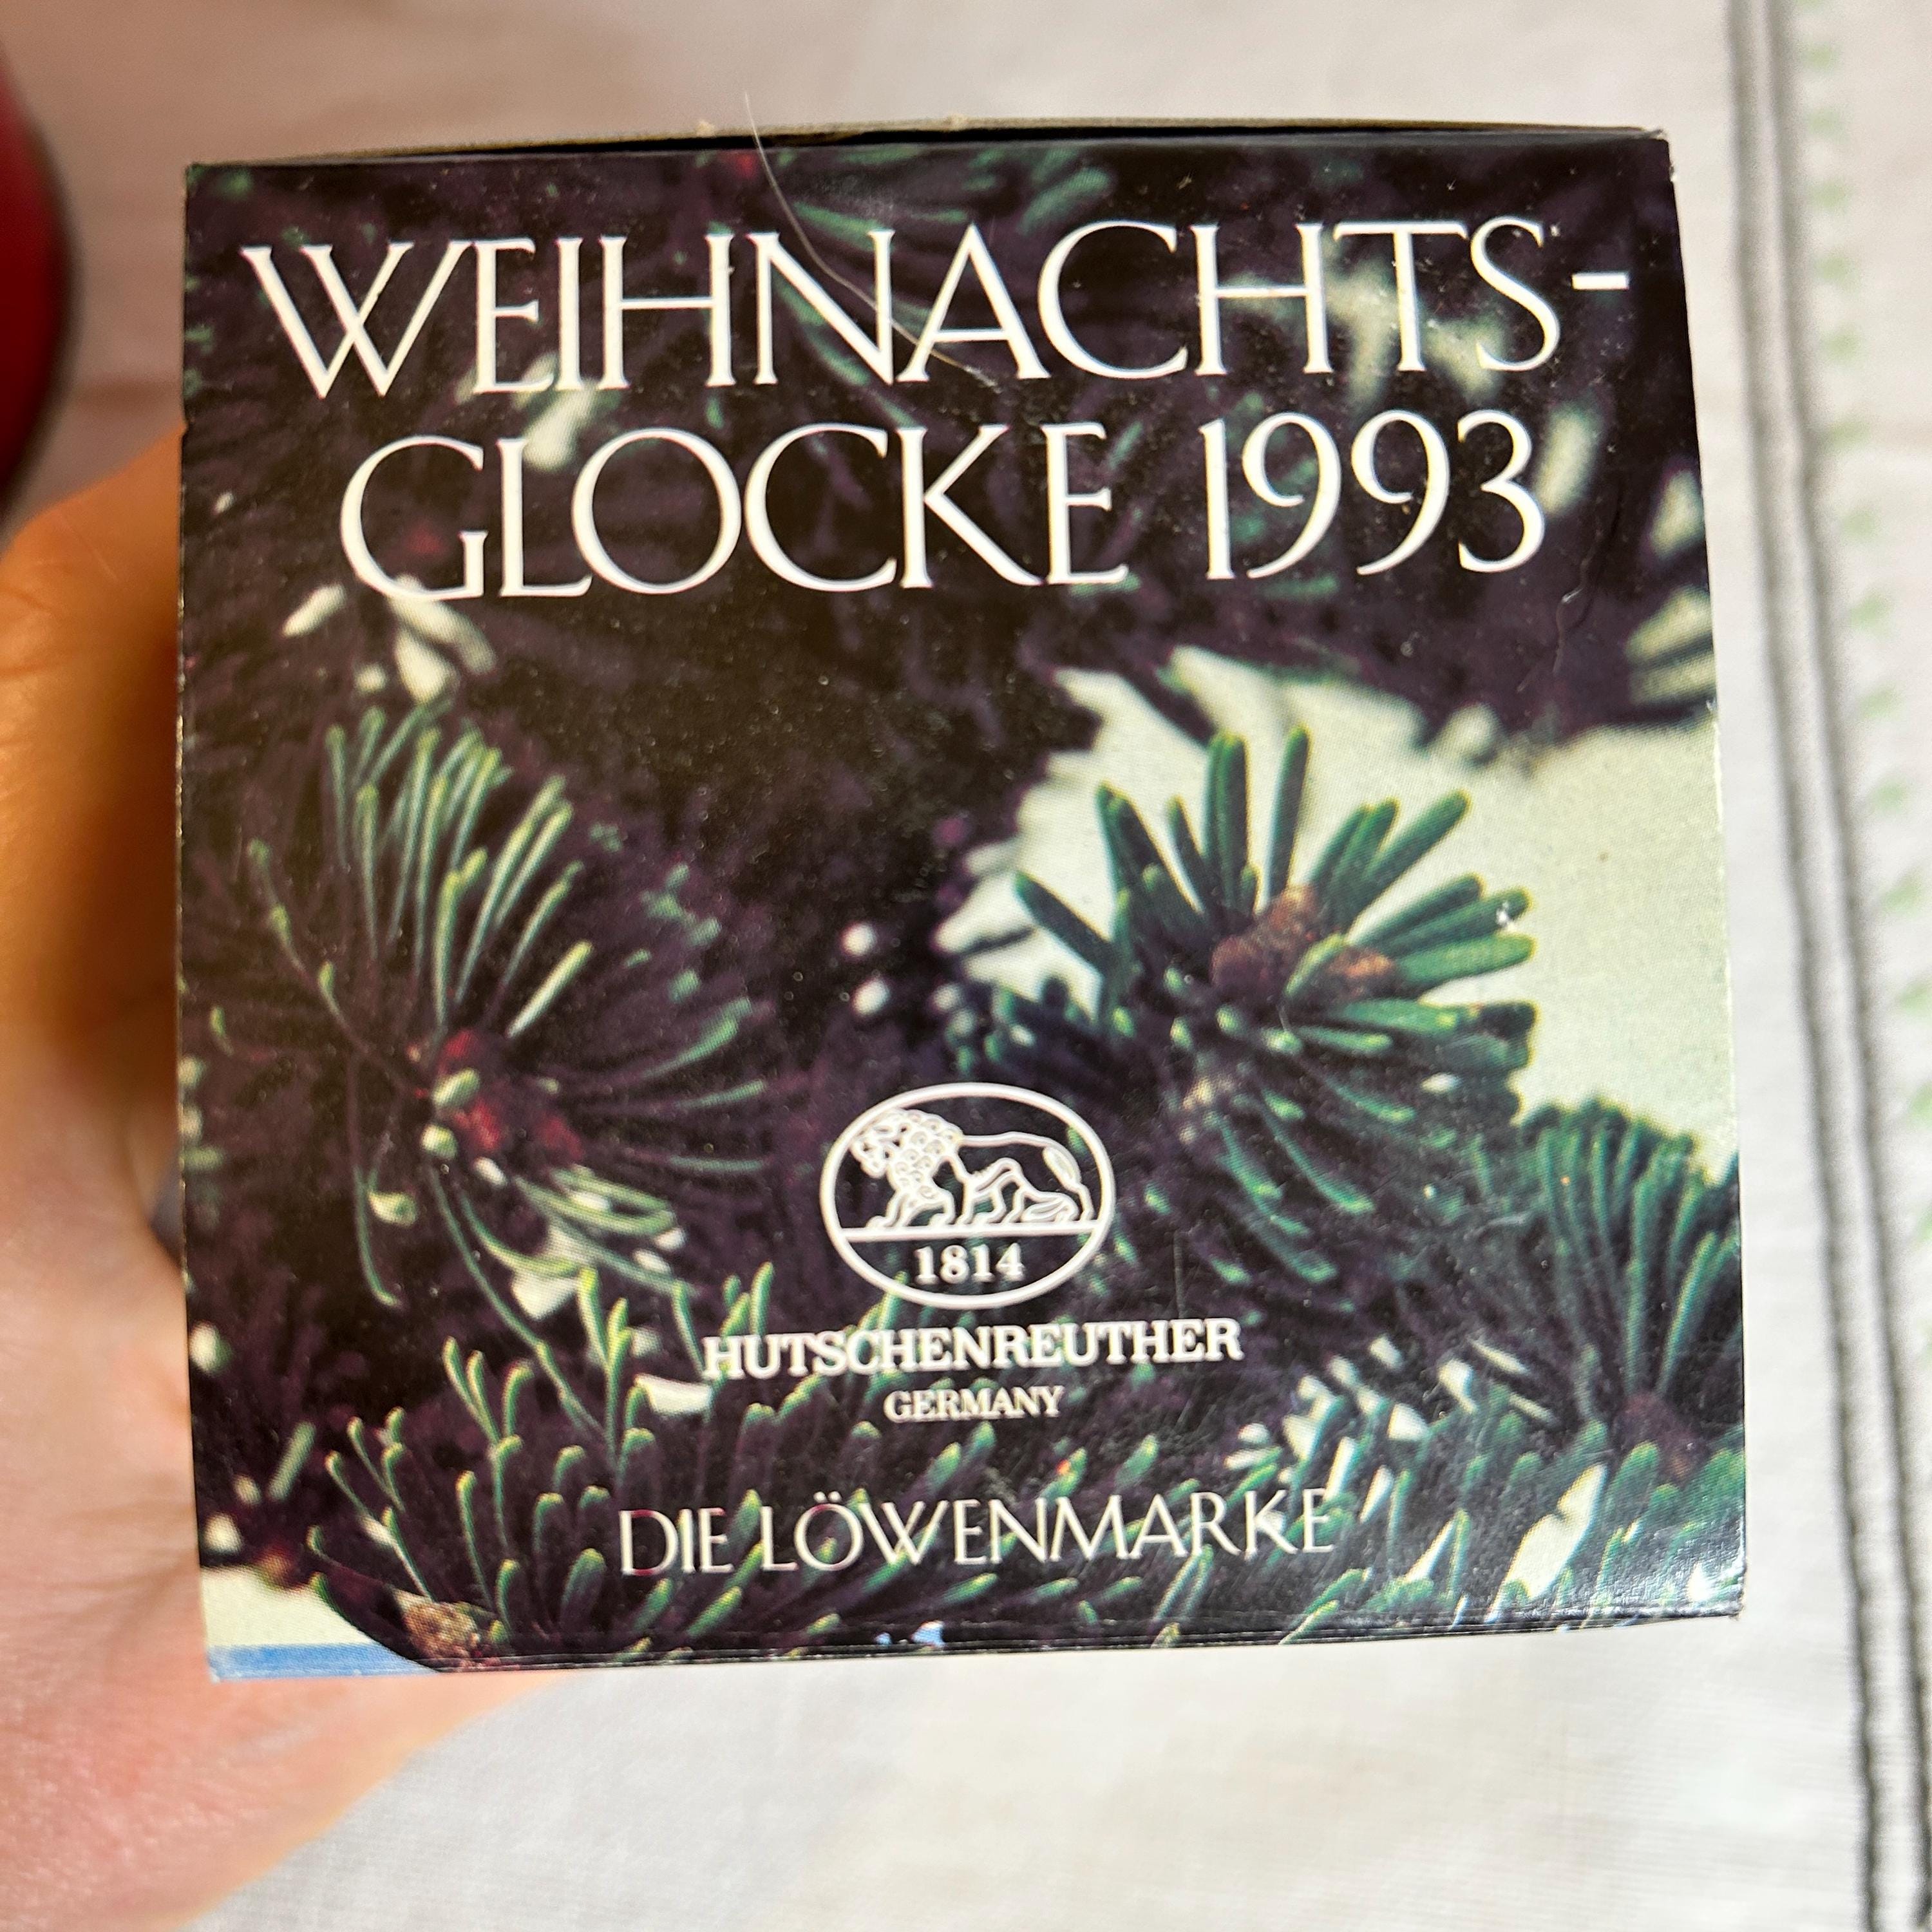 WEIHNACHTS-
GLOCKE 1993
1814
HUTSCHENREUTHER
GERMANY
DIE LÖWENMARKE